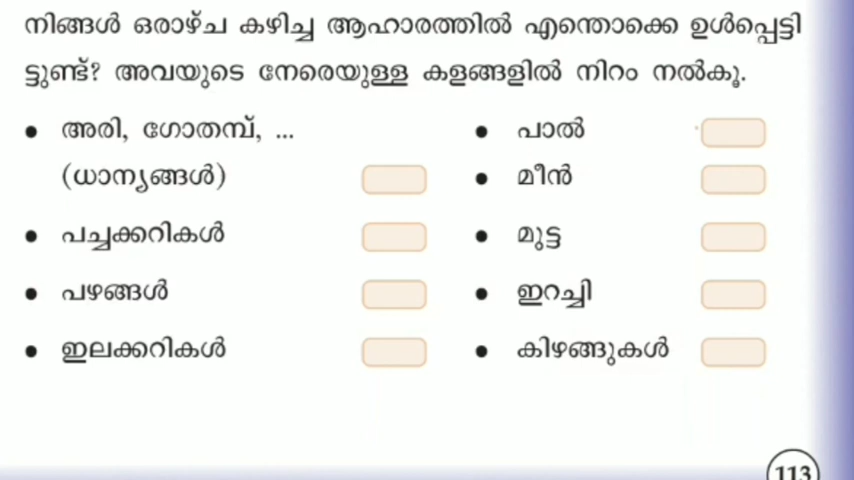 നിങ്ങൾ ഒരാഴ്ച കഴിച്ച ആഹാരത്തിൽ എന്തൊക്കെ ഉൾപ്പെട്ടി
ട്ടുണ്ട്? അവയുടെ നേരെയുള്ള കളങ്ങളിൽ നിറം നൽകൂ.
• അരി, ഗോതമ്പ്, ...
(ധാന്യങ്ങൾ)
• പച്ചക്കറികൾ
• പഴങ്ങൾ
• ഇലക്കറികൾ
• പാൽ
• മീൻ
• മുട്ട
• ഇറച്ചി
• കിഴങ്ങുകൾ
113